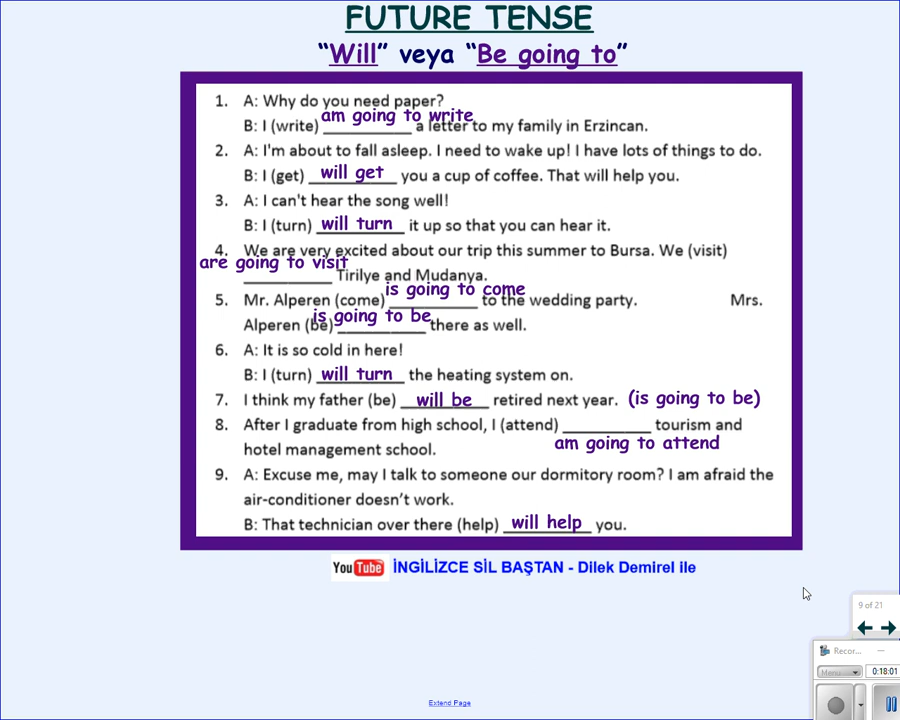 FUTURE TENSE
“Will” veya “Be going to”
1. A: Why do you need paper?
B: I (write) am going to write a letter to my family in Erzincan.
2. A: I'm about to fall asleep. I need to wake up! I have lots of things to do.
B: I (get) will get you a cup of coffee. That will help you.
3. A: I can't hear the song well!
B: I (turn) will turn it up so that you can hear it.
4. We are very excited about our trip this summer to Bursa. We (visit)
are going to visit Tirilye and Mudanya.
5. Mr. Alperen (come) is going to come to the wedding party. Mrs.
Alperen (be) is going to be there as well.
6. A: It is so cold in here!
B: I (turn) will turn the heating system on.
7. I think my father (be) will be retired next year. (is going to be)
8. After I graduate from high school, I (attend) __________ tourism and
hotel management school. am going to attend
9. A: Excuse me, may I talk to someone our dormitory room? I am afraid the
air-conditioner doesn’t work.
B: That technician over there (help) will help you.
YouTube İNGİLİZCE SİL BAŞTAN - Dilek Demirel ile
9 of 21
Recor...
Menu
0:18:01
Extend Page